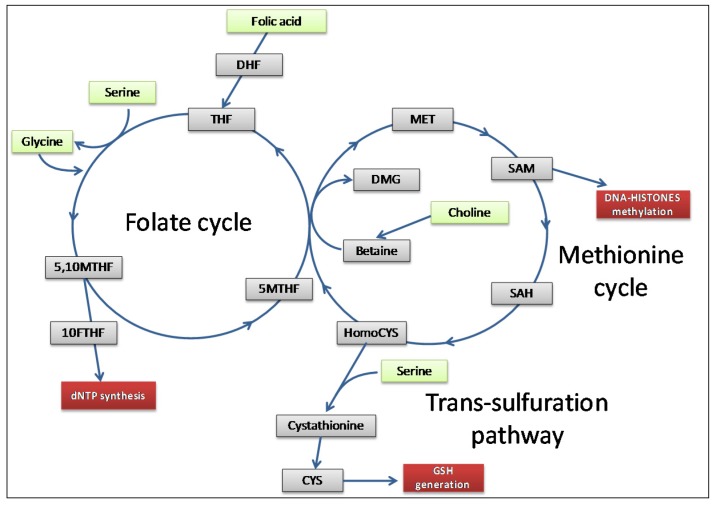 Folic acid
DHF
THF
Serine
Glycine
Folate cycle
5,10MTHF
10FTHF
dNTP synthesis
5MTHF
MET
SAM
DNA-HISTONES
methylation
DMG
Choline
Betaine
Methionine
cycle
SAH
HomoCYS
Serine
Trans-sulfuration
pathway
Cystathionine
CYS
GSH
generation